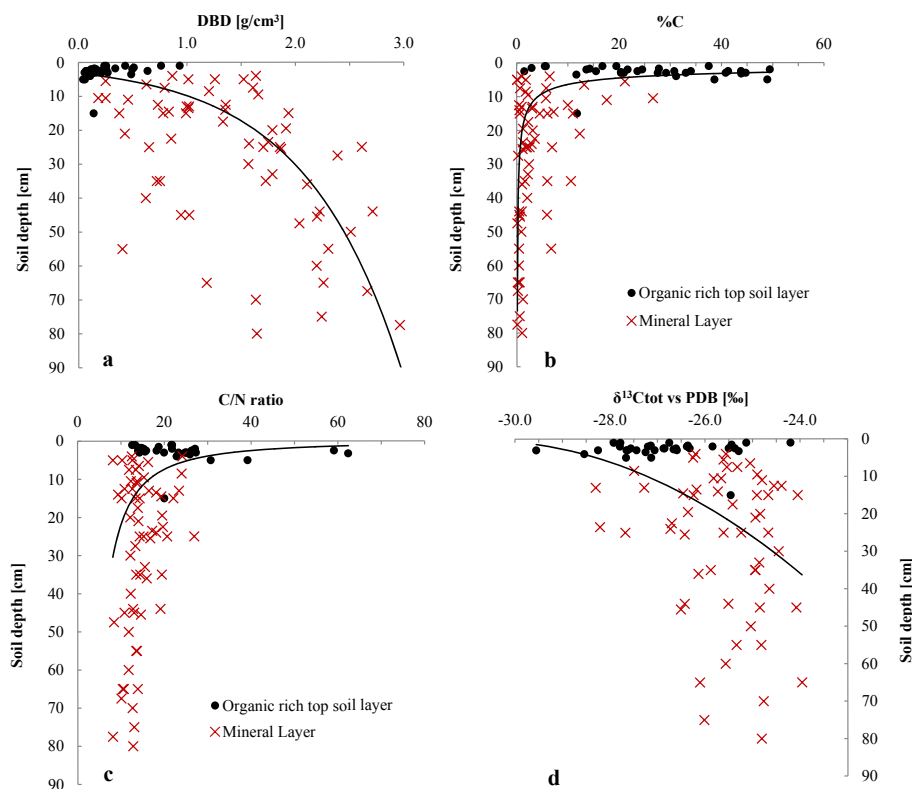 DBD [g/cm³]
0.0 1.0 2.0 3.0
0
10
20
30
40
50
60
70
80
90
Soil depth [cm]
a
%C
0 20 40 60
0
10
20
30
40
50
60
70
80
90
Soil depth [cm]
Organic rich top soil layer
Mineral Layer
b
C/N ratio
0 20 40 60 80
0
10
20
30
40
50
60
70
80
90
Soil depth [cm]
Organic rich top soil layer
Mineral Layer
c
δ¹³Ctot vs PDB [‰]
-30.0 -28.0 -26.0 -24.0
0
10
20
30
40
50
60
70
80
90
Soil depth [cm]
d